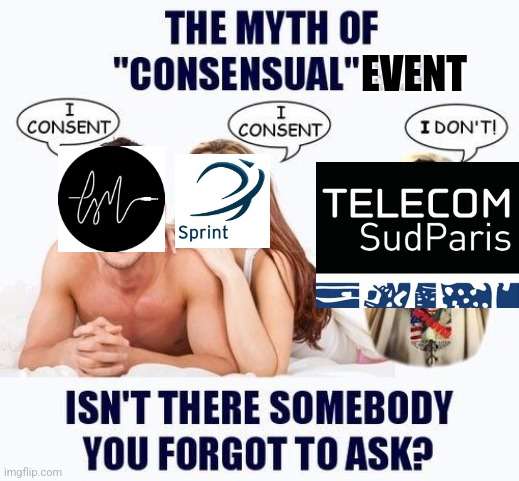 THE MYTH OF
"CONSENSUAL" EVENT
I
CONSENT
I
CONSENT
I DON'T!
Sprint
TELECOM
SudParis
ISN'T THERE SOMEBODY
YOU FORGOT TO ASK?
imgflip.com